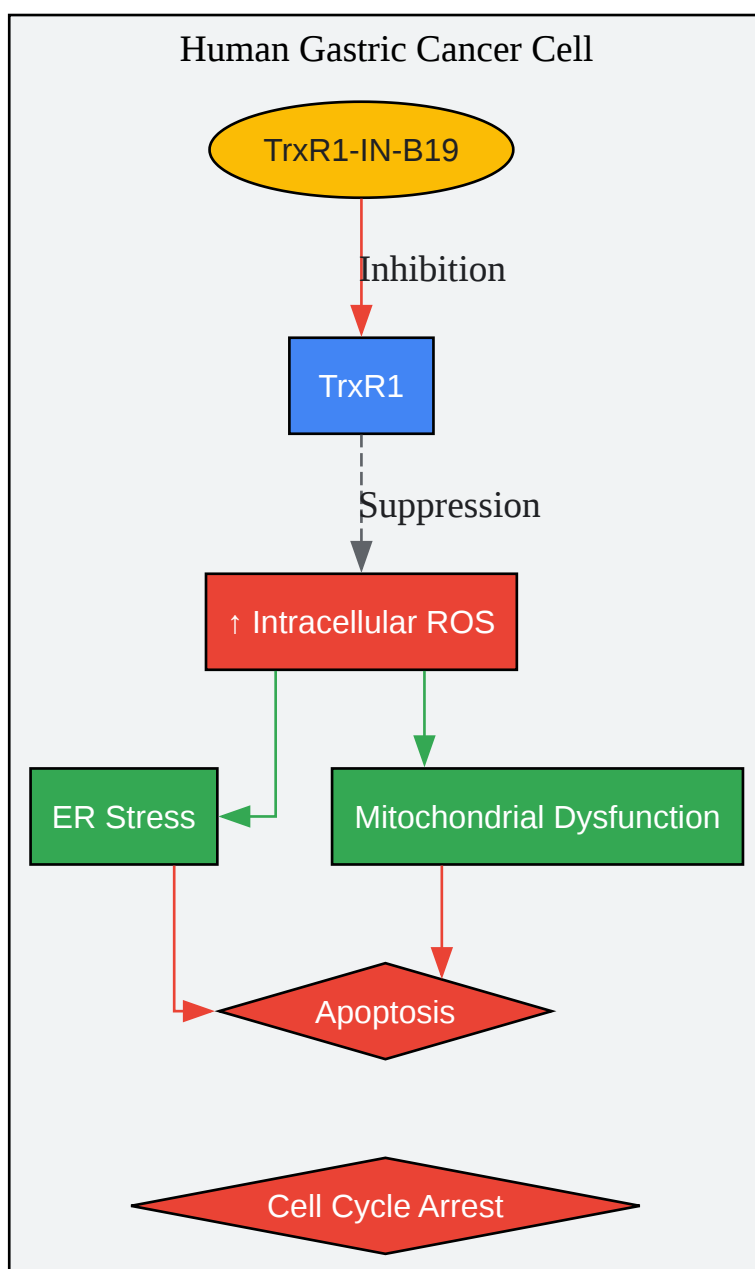 Human Gastric Cancer Cell
TrxR1-IN-B19
Inhibition
TrxR1
Suppression
↑ Intracellular ROS
ER Stress
Mitochondrial Dysfunction
Apoptosis
Cell Cycle Arrest